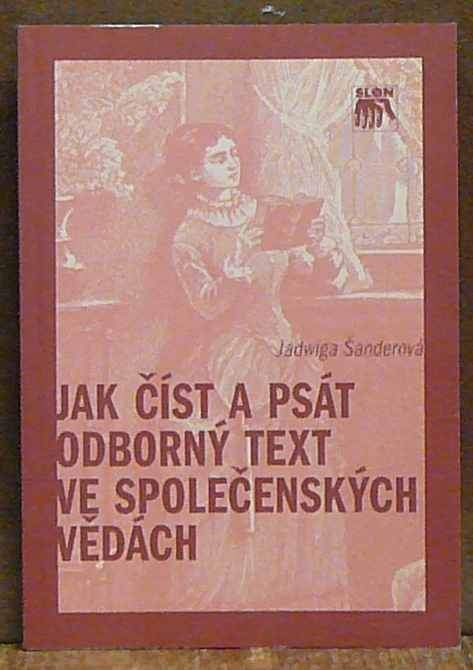 SLON
Jadwiga Šanderová
JAK ČÍST A PSÁT
ODBORNÝ TEXT
VE SPOLEČENSKÝCH
VĚDÁCH